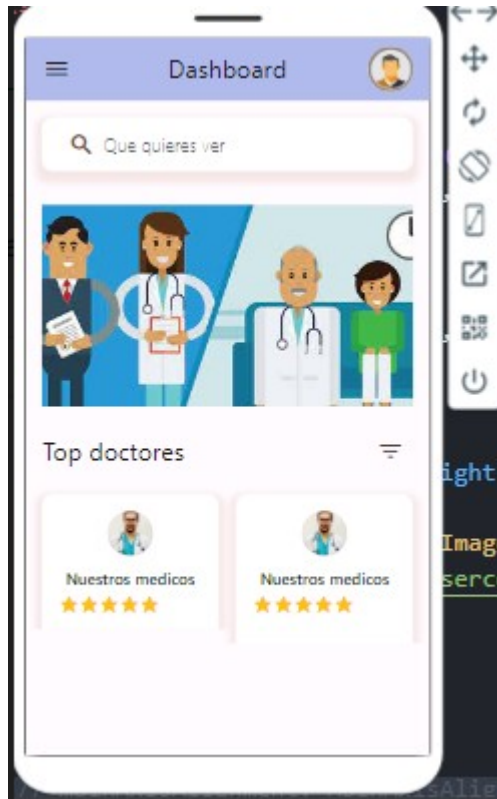 Dashboard
Que quieres ver
Top doctores
ight
Imag
Nuestros medicos
Nuestros medicos
serc